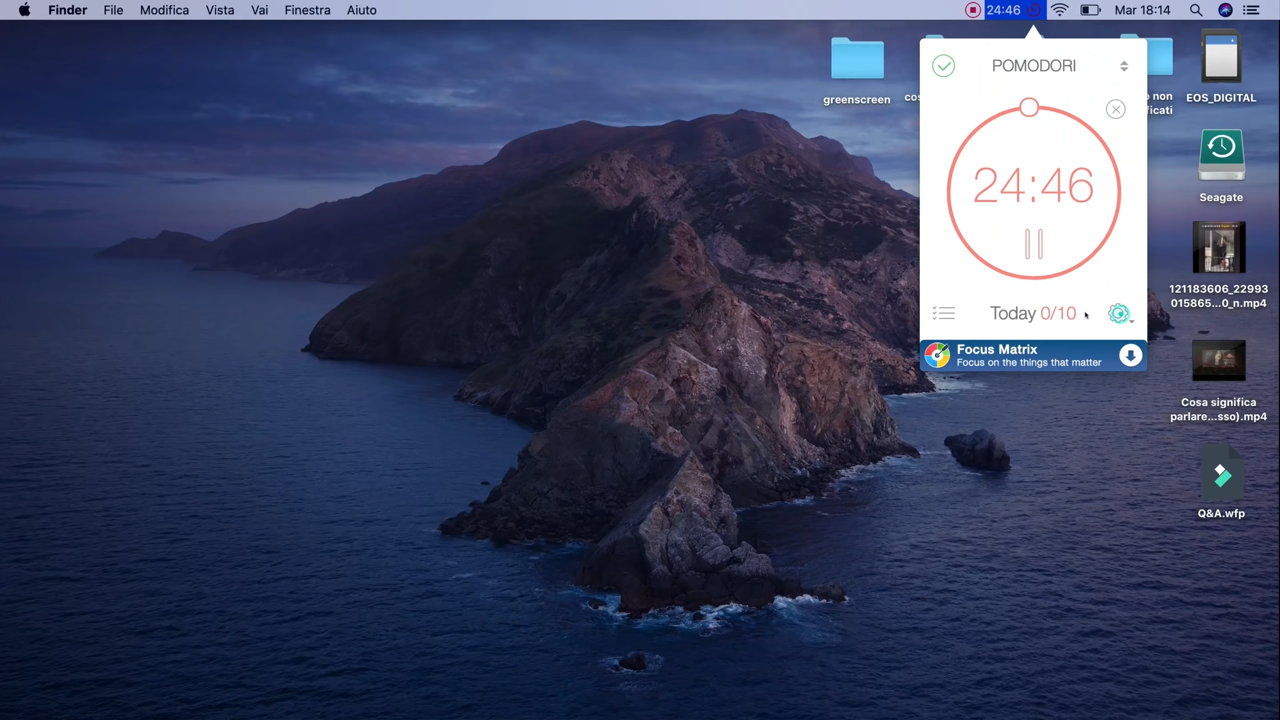 Finder File Modifica Vista Vai Finestra Aiuto 24:46 Mar 18:14
POMODORI
24:46
Today 0/10
Focus Matrix
Focus on the things that matter
greenscreen
EOS_DIGITAL
Seagate
121183606_22993
015865...0_n.mp4
Cosa significa
parlare...sso).mp4
Q&A.wfp